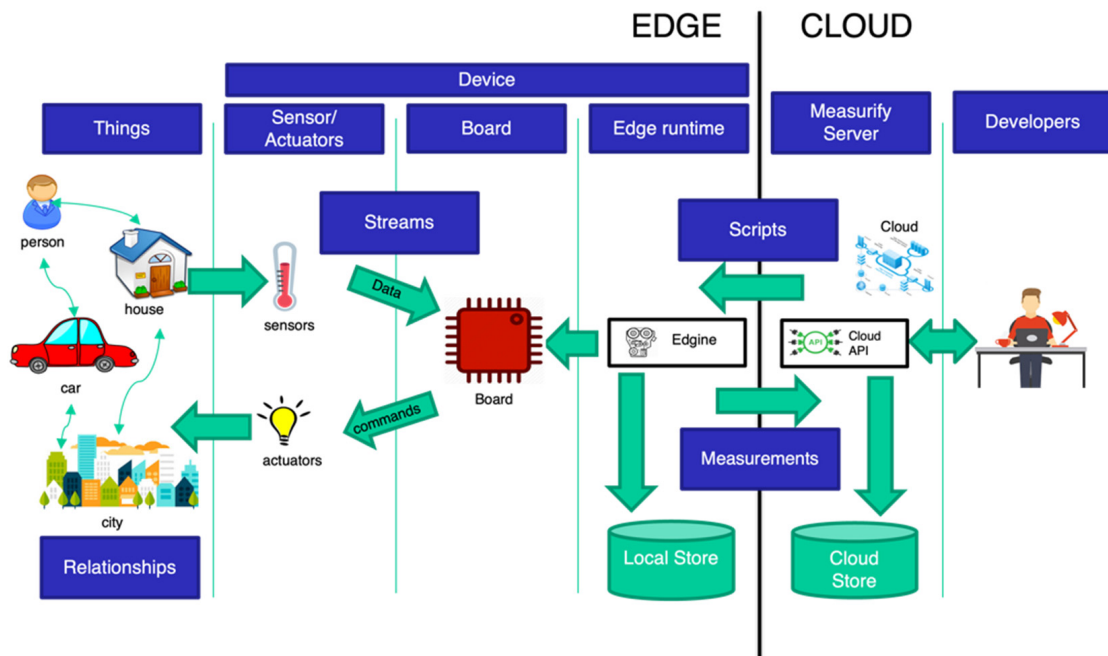 EDGE
CLOUD
Device
Things
Sensor/
Actuators
Board
Edge runtime
Measurify
Server
Developers
Streams
Scripts
Cloud
person
house
sensors
Data
Edgine
API
Cloud
API
car
Board
commands
actuators
Measurements
city
Relationships
Local Store
Cloud
Store